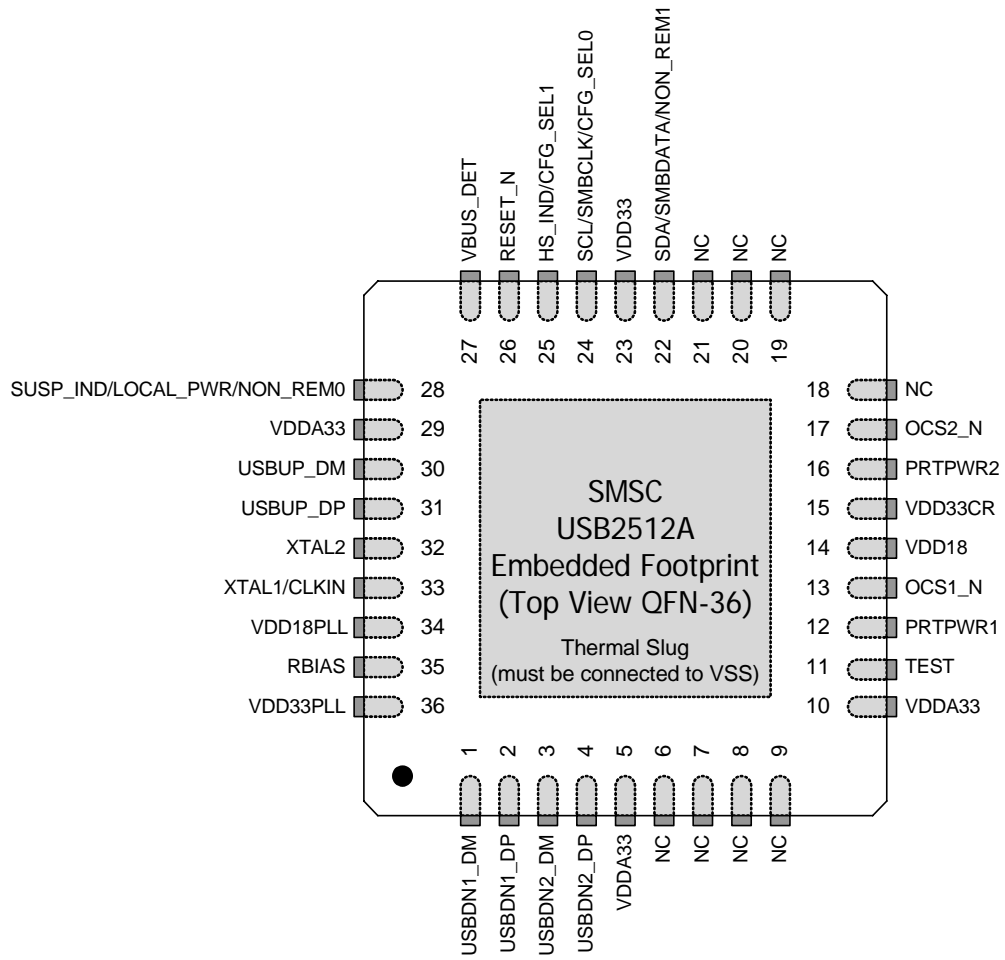 VBUS_DET
RESET_N
HS_IND/CFG_SEL1
SCL/SMBCLK/CFG_SEL0
VDD33
SDA/SMBDATA/NON_REM1
NC
NC
NC
27
26
25
24
23
22
21
20
19
SUSP_IND/LOCAL_PWR/NON_REM0 28
VDDA33 29
USBUP_DM 30
USBUP_DP 31
XTAL2 32
XTAL1/CLKIN 33
VDD18PLL 34
RBIAS 35
VDD33PLL 36
SMSC
USB2512A
Embedded Footprint
(Top View QFN-36)
Thermal Slug
(must be connected to VSS)
18 NC
17 OCS2_N
16 PRTPWR2
15 VDD33CR
14 VDD18
13 OCS1_N
12 PRTPWR1
11 TEST
10 VDDA33
1
2
3
4
5
6
7
8
9
USBDN1_DM
USBDN1_DP
USBDN2_DM
USBDN2_DP
VDDA33
NC
NC
NC
NC